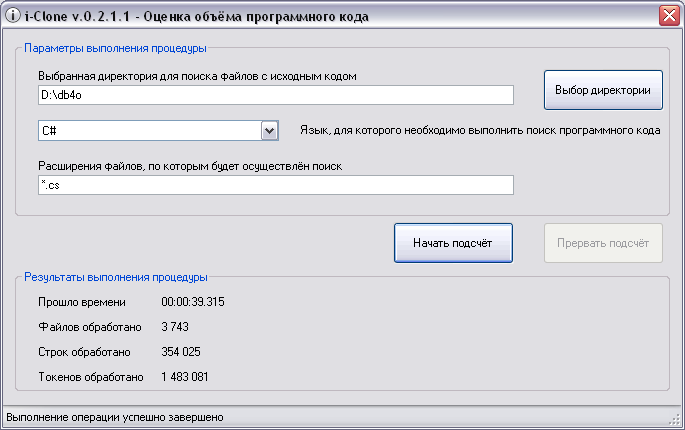 i-Clone v.0.2.1.1 - Оценка объёма программного кода
Параметры выполнения процедуры
Выбранная директория для поиска файлов с исходным кодом
D:\db4o
Выбор директории
C#
Язык, для которого необходимо выполнить поиск программного кода
Расширения файлов, по которым будет осуществлён поиск
*.cs
Начать подсчёт
Прервать подсчёт
Результаты выполнения процедуры
Прошло времени 00:00:39.315
Файлов обработано 3 743
Строк обработано 354 025
Токенов обработано 1 483 081
Выполнение операции успешно завершено